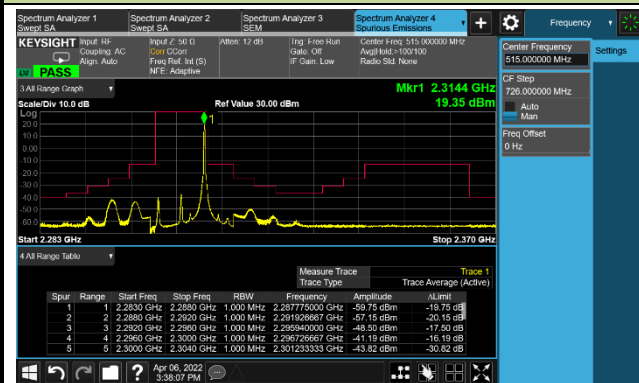 Spectrum Analyzer 1
Swept SA
Spectrum Analyzer 2
Swept SA
Spectrum Analyzer 3
SEM
Spectrum Analyzer 4
Spurious Emissions
Frequency
KEYSIGHT
Input: RF
Coupling: AC
Align: Auto
Input Z: 50 Ω
Corr CCorr
Freq Ref: Int (S)
NFE: Adaptive
Atten: 12 dB
Trig: Free Run
Gate: Off
IF Gain: Low
Center Freq: 515.000000 MHz
Avg|Hold:>100/100
Radio Std: None
LXI PASS
Center Frequency
515.000000 MHz
Settings
CF Step
726.000000 MHz
Auto
Man
Freq Offset
0 Hz
3 All Range Graph
Mkr1 2.3144 GHz
Scale/Div 10.0 dB
Ref Value 30.00 dBm
19.35 dBm
Log
20.0
10.0
0.00
-10.0
-20.0
-30.0
-40.0
-50.0
-60.0
1
Start 2.283 GHz
Stop 2.370 GHz
4 All Range Table
Measure Trace Trace 1
Trace Type Trace Average (Active)
Spur Range Start Freq Stop Freq RBW Frequency Amplitude ΔLimit
1 1 2.2830 GHz 2.2880 GHz 1.000 MHz 2.287775000 GHz -59.75 dBm -19.75 dB
2 2 2.2880 GHz 2.2920 GHz 1.000 MHz 2.291926667 GHz -57.15 dBm -20.15 dB
3 3 2.2920 GHz 2.2960 GHz 1.000 MHz 2.295940000 GHz -48.50 dBm -17.50 dB
4 4 2.2960 GHz 2.3000 GHz 1.000 MHz 2.296726667 GHz -41.19 dBm -16.19 dB
5 5 2.3000 GHz 2.3040 GHz 1.000 MHz 2.301233333 GHz -43.82 dBm -30.82 dB
Apr 06, 2022
3:38:07 PM